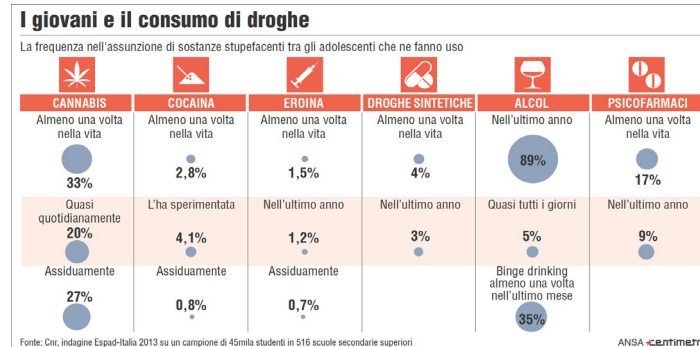 I giovani e il consumo di droghe
La frequenza nell'assunzione di sostanze stupefacenti tra gli adolescenti che ne fanno uso
CANNABIS
Almeno una volta
nella vita
33%
Quasi
quotidianamente
20%
Assiduamente
27%
COCAINA
Almeno una volta
nella vita
2,8%
L'ha sperimentata
4,1%
Assiduamente
0,8%
EROINA
Almeno una volta
nella vita
1,5%
Nell'ultimo anno
1,2%
Assiduamente
0,7%
DROGHE SINTETICHE
Almeno una volta
nella vita
4%
Nell'ultimo anno
3%
ALCOL
Nell'ultimo anno
89%
Quasi tutti i giorni
5%
Binge drinking
almeno una volta
nell'ultimo mese
35%
PSICOFARMACI
Almeno una volta
nella vita
17%
Nell'ultimo anno
9%
Fonte: Cnr, indagine Espad-Italia 2013 su un campione di 45mila studenti in 516 scuole secondarie superiori
ANSA centimetri